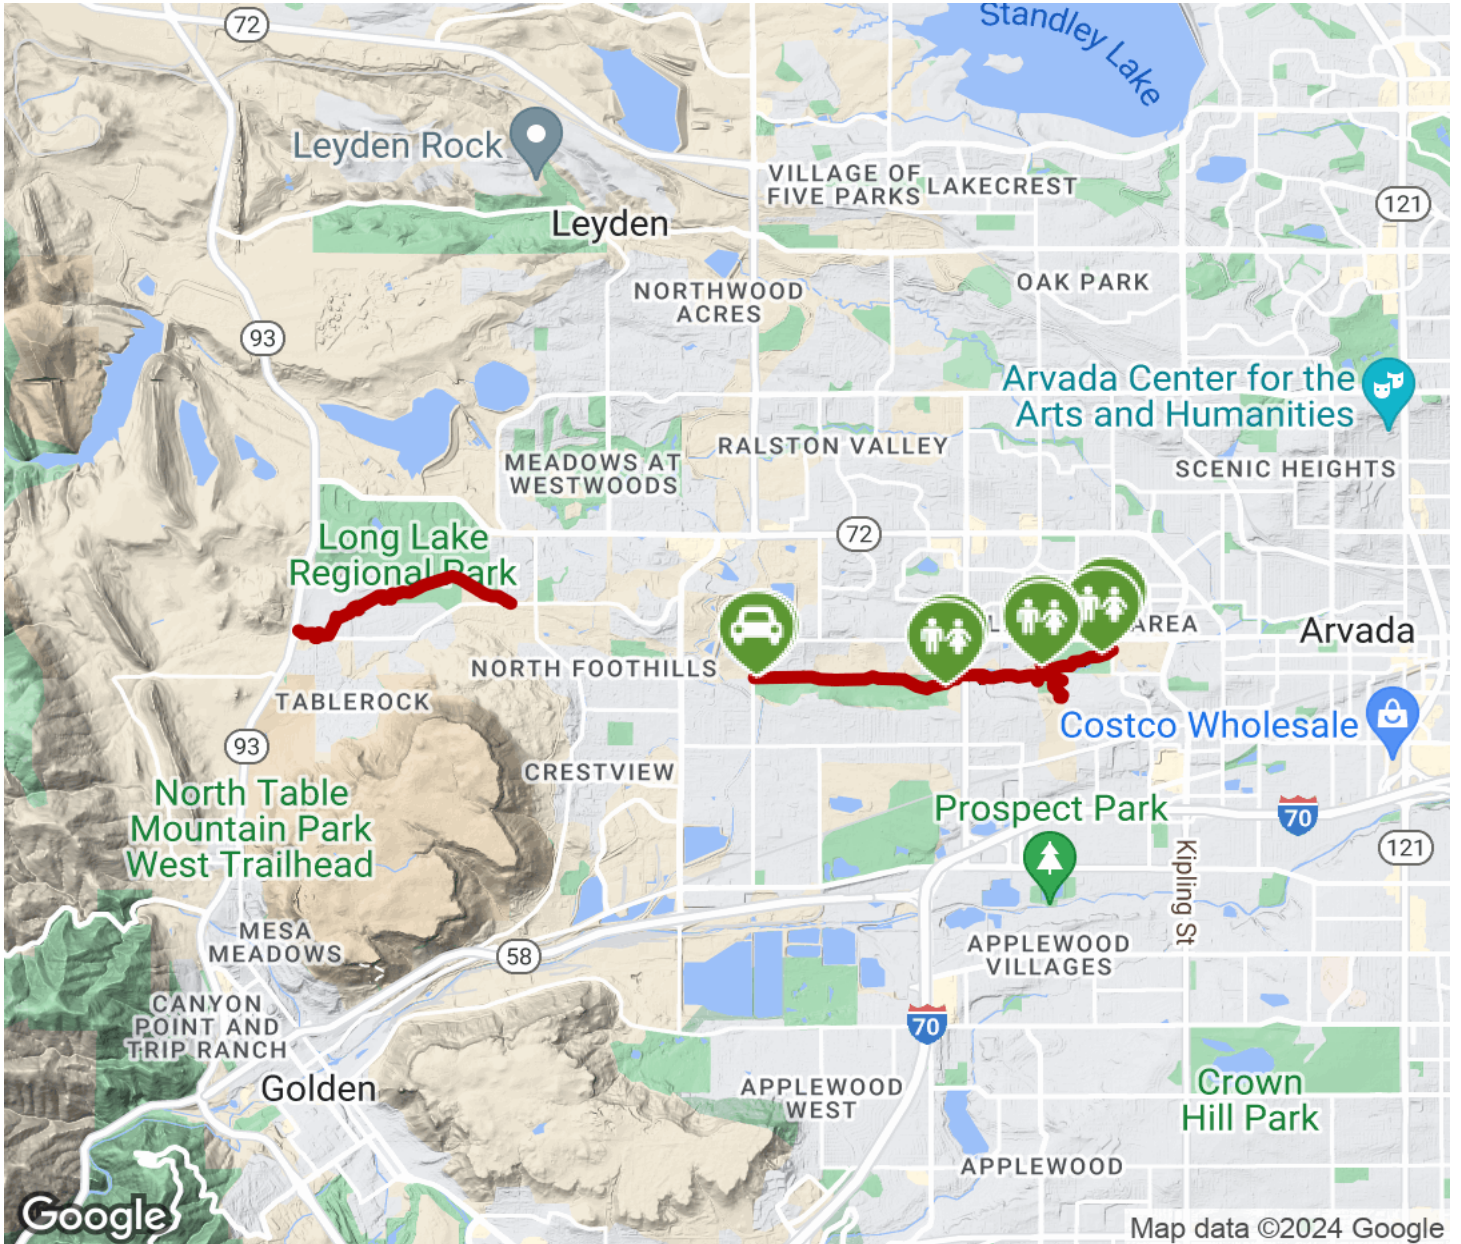 72
Standley Lake
Leyden Rock
VILLAGE OF
FIVE PARKS
LAKECREST
121
Leyden
OAK PARK
NORTHWOOD
ACRES
93
Arvada Center for the
Arts and Humanities
RALSTON VALLEY
MEADOWS AT
WESTWOODS
SCENIC HEIGHTS
Long Lake
Regional Park
72
AREA
Arvada
NORTH FOOTHILLS
TABLEROCK
Costco Wholesale
93
CRESTVIEW
North Table
Mountain Park
West Trailhead
Prospect Park
70
121
Kipling St
MESA
MEADOWS
58
APPLEWOOD
VILLAGES
CANYON
POINT AND
TRIP RANCH
70
Golden
APPLEWOOD
WEST
Crown
Hill Park
APPLEWOOD
Google
Map data ©2024 Google